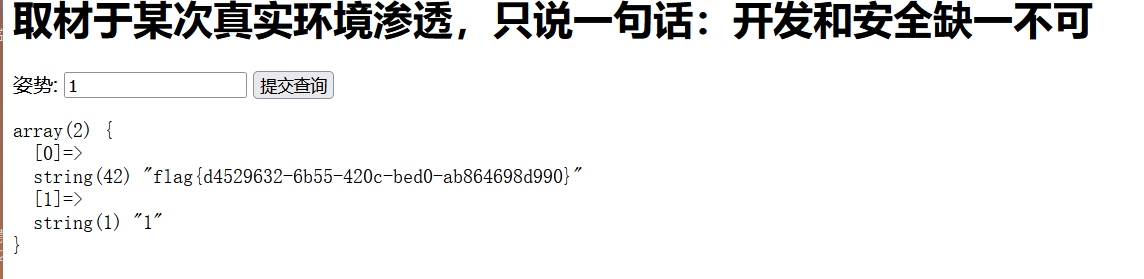 取材于某次真实环境渗透，只说一句话：开发和安全缺一不可
姿势: 1 提交查询
array(2) {
[0]=>
string(42) "flag{d4529632-6b55-420c-bed0-ab864698d990}"
[1]=>
string(1) "1"
}